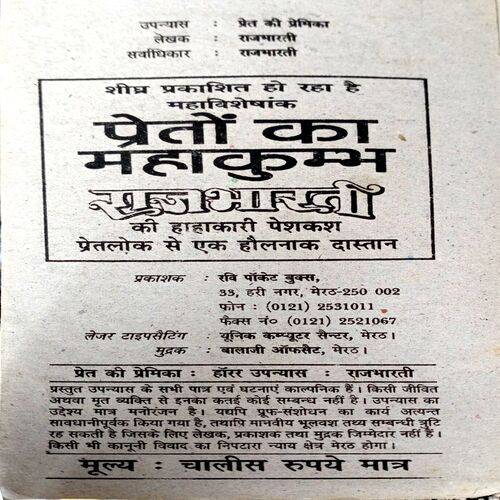 उपन्यास : प्रेत की प्रेमिका
लेखक : राजभारती
सर्वाधिकार : राजभारती
शीघ्र प्रकाशित हो रहा है
महाविशेषांक
प्रेतों का
महाकुम्भ
राजभारती
की हाहाकारी पेशकश
प्रेतलोक से एक हौलनाक दास्तान
प्रकाशक : रवि पॉकेट बुक्स,
33, हरी नगर, मेरठ-250 002
फोन : (0121) 2531011
फैक्स नं० (0121) 2521067
लेजर टाइपसैटिंग : यूनिक कम्प्यूटर सैन्टर, मेरठ।
मुद्रक : बालाजी ऑफसैट, मेरठ।
प्रेत की प्रेमिका : हॉरर उपन्यास : राजभारती
प्रस्तुत उपन्यास के सभी पात्र एवं घटनाएं काल्पनिक हैं। किसी जीवित
अथवा मृत व्यक्ति से इनका कतई कोई सम्बन्ध नहीं है। उपन्यास का
उद्देश्य मात्र मनोरंजन है। यद्यपि प्रूफ-संशोधन का कार्य अत्यन्त
सावधानीपूर्वक किया गया है, तथापि मानवीय भूलवश तथ्य सम्बन्धी त्रुटि
रह सकती है जिसके लिए लेखक, प्रकाशक तथा मुद्रक जिम्मेदार नहीं हैं।
किसी भी कानूनी विवाद का निपटारा न्याय क्षेत्र मेरठ होगा।
मूल्य : चालीस रुपये मात्र